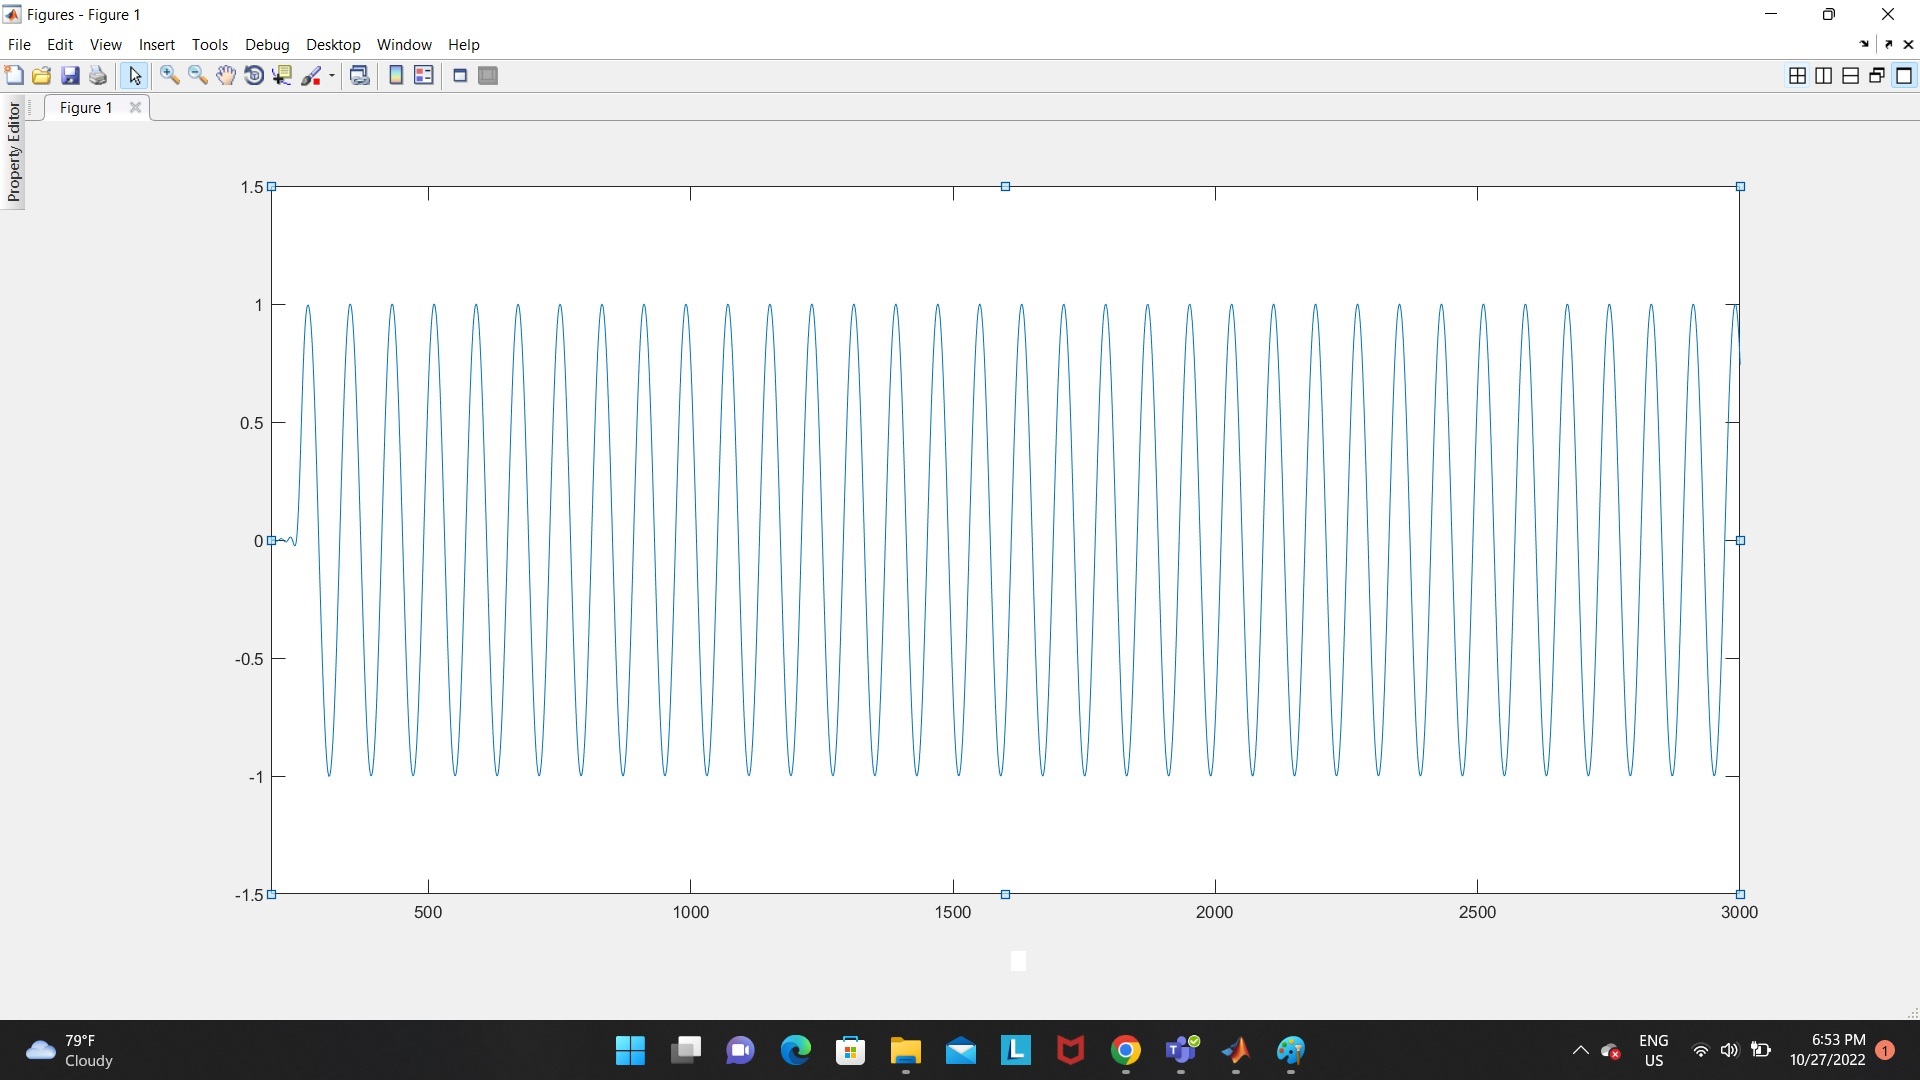 Figures - Figure 1
File Edit View Insert Tools Debug Desktop Window Help
Figure 1
Property Editor
1.5
1
0.5
0
-0.5
-1
-1.5
500 1000 1500 2000 2500 3000
79°F
Cloudy
ENG
US
6:53 PM
10/27/2022
1